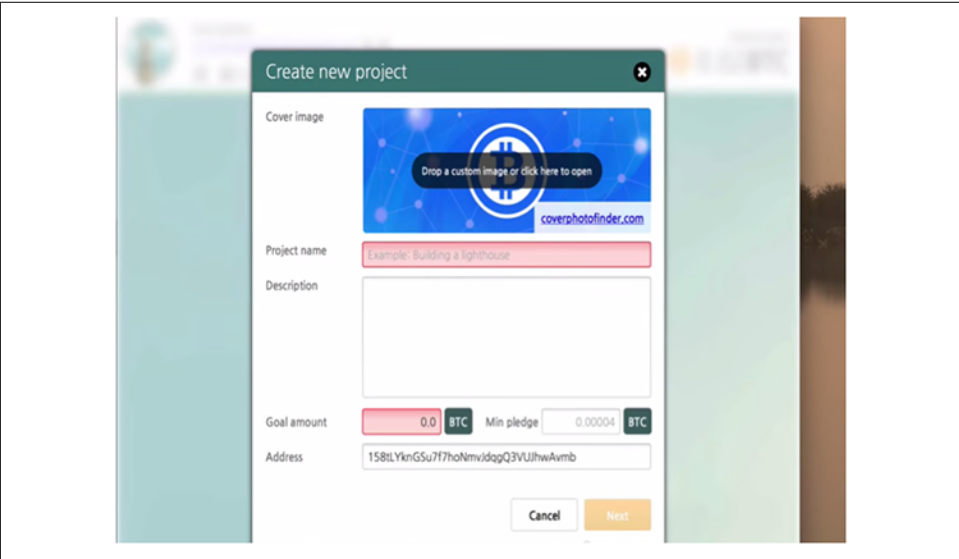 Create new project
Cover image
Drop a custom image or click here to open
coverphotofinder.com
Project name
Example: Building a lighthouse
Description
Goal amount 0.0 BTC Min pledge 0.00004 BTC
Address 158tLYknGSu7f7hoNmvJdqgQ3VUJhwAvmb
Cancel Next